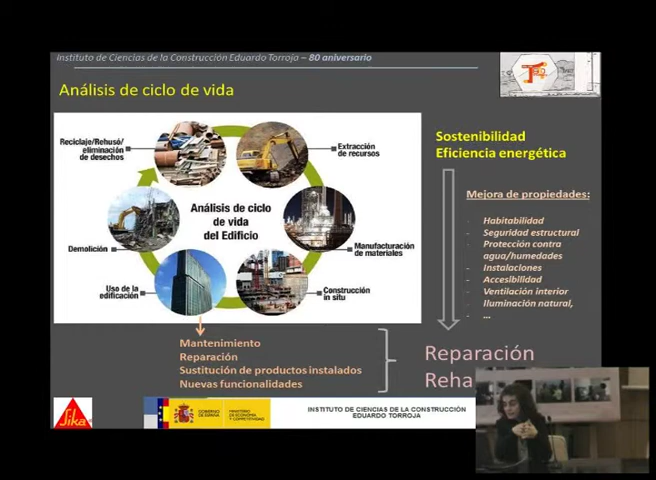 Instituto de Ciencias de la Construcción Eduardo Torroja – 80 aniversario
Análisis de ciclo de vida
Reciclaje/Rehusó/
eliminación
de desechos
Extracción
de recursos
Análisis de ciclo
de vida
del Edificio
Demolición
Manufacturación
de materiales
Uso de la
edificación
Construcción
in situ
Sostenibilidad
Eficiencia energética
Mejora de propiedades:
- Habitabilidad
- Seguridad estructural
- Protección contra
agua/humedades
- Instalaciones
- Accesibilidad
- Ventilación interior
- Iluminación natural,
- ...
Mantenimiento
Reparación
Sustitución de productos instalados
Nuevas funcionalidades
Reparación
Reha
Sika
GOBIERNO
DE ESPAÑA
MINISTERIO
DE ECONOMÍA
Y COMPETITIVIDAD
INSTITUTO DE CIENCIAS DE LA CONSTRUCCIÓN
EDUARDO TORROJA